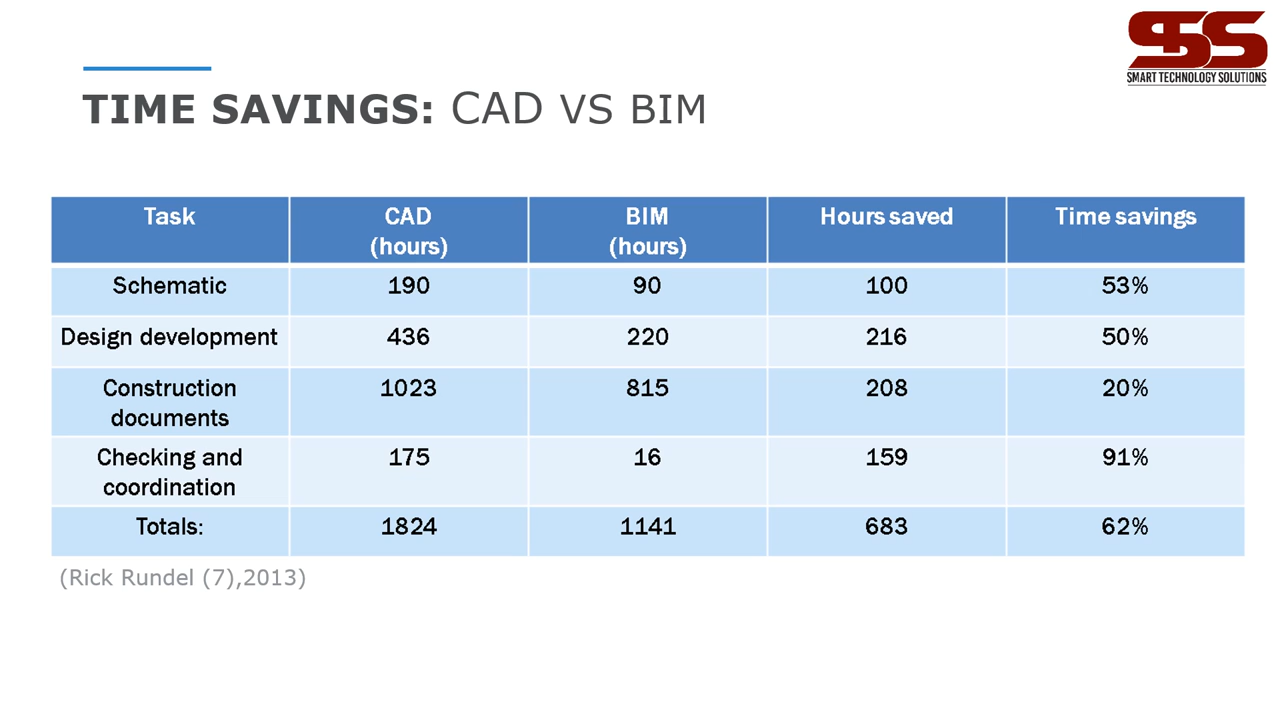 STS
SMART TECHNOLOGY SOLUTIONS
TIME SAVINGS: CAD VS BIM
Task CAD BIM Hours saved Time savings
(hours) (hours)
Schematic 190 90 100 53%
Design development 436 220 216 50%
Construction 1023 815 208 20%
documents
Checking and 175 16 159 91%
coordination
Totals: 1824 1141 683 62%
(Rick Rundel (7),2013)